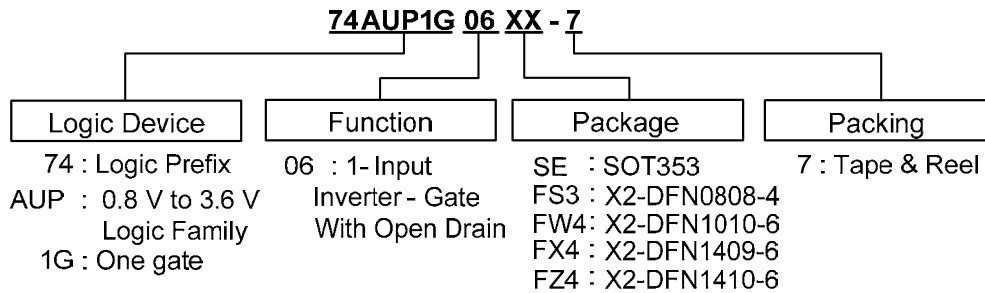 74AUP1G 06 XX - 7
Logic Device
74 : Logic Prefix
AUP : 0.8 V to 3.6 V
Logic Family
1G : One gate
Function
06 : 1- Input
Inverter - Gate
With Open Drain
Package
SE : SOT353
FS3 : X2-DFN0808-4
FW4 : X2-DFN1010-6
FX4 : X2-DFN1409-6
FZ4 : X2-DFN1410-6
Packing
7 : Tape & Reel